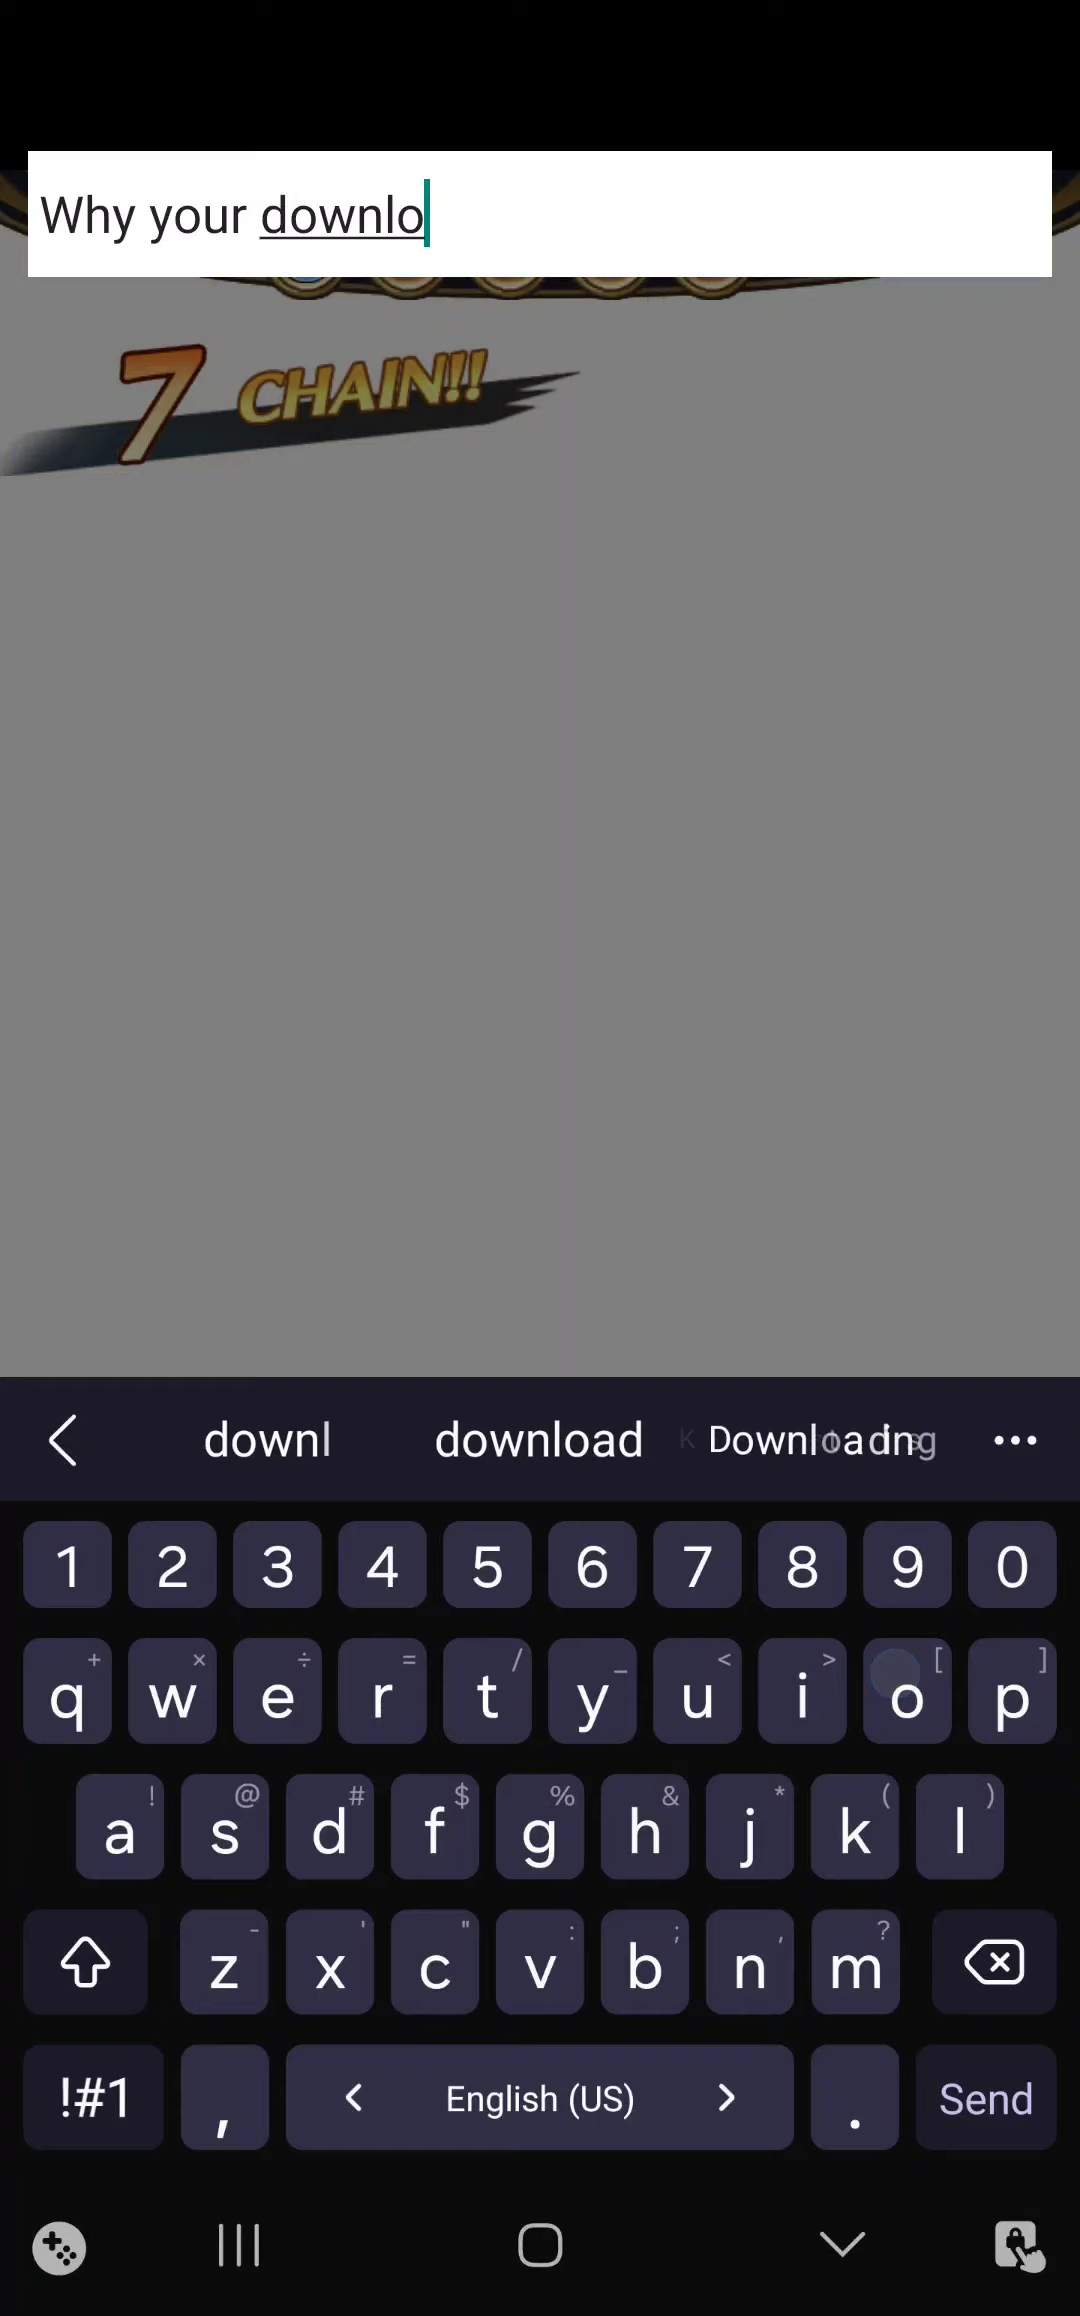 Why your downlo
7 CHAIN!!
downl download Downloading ...
1 2 3 4 5 6 7 8 9 0
+ × ÷ = / _ < > [ ]
q w e r t y u i o p
! @ # $ % & * ( )
a s d f g h j k l
- ' " : ; , ?
z x c v b n m
!#1 , < English (US) > . Send